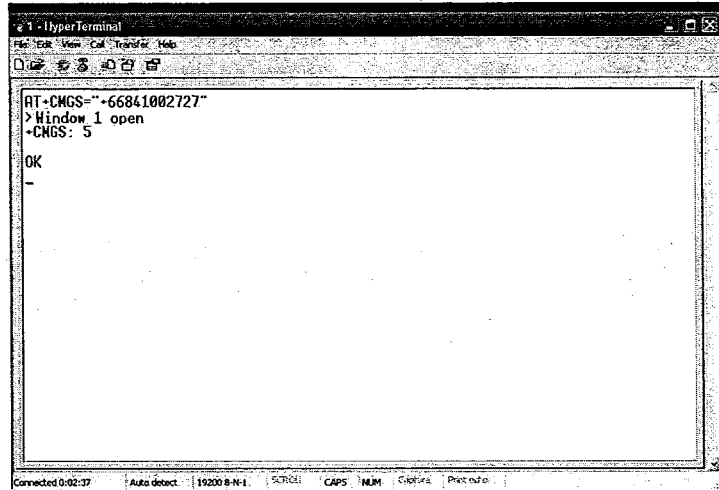 1 - HyperTerminal
File Edit View Call Transfer Help
AT+CMGS="+66841002727"
>Window 1 open
+CMGS: 5
OK
Connected 0:02:37 Auto detect 19200 8-N-1 SCROLL CAPS NUM Capture Print echo